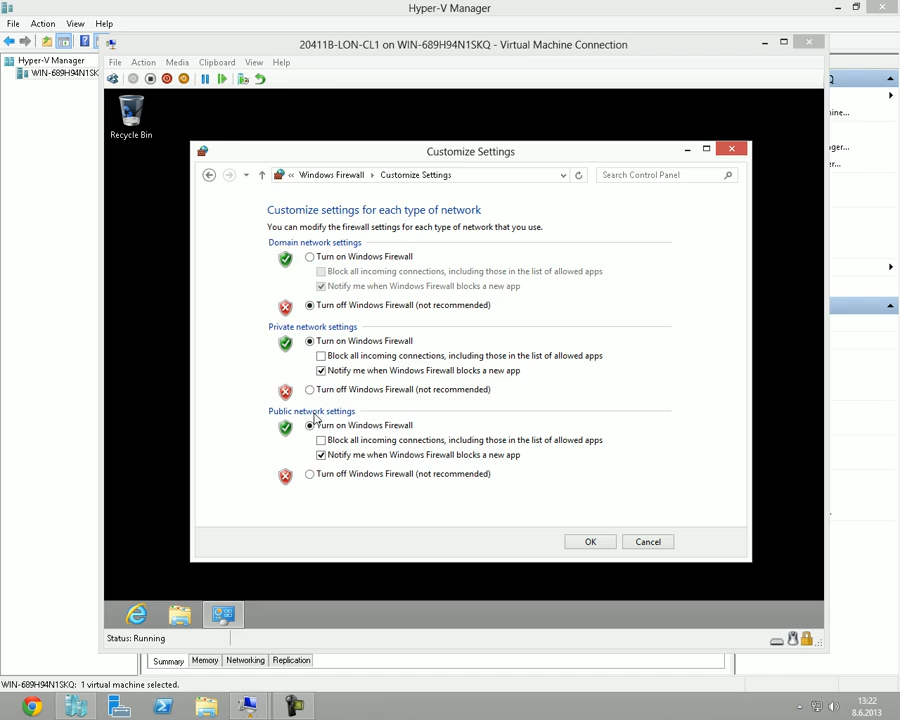 Hyper-V Manager
File Action View Help
Hyper-V Manager
WIN-689H94N1SK
20411B-LON-CL1 on WIN-689H94N1SKQ - Virtual Machine Connection
File Action Media Clipboard View Help
Recycle Bin
Customize Settings
« Windows Firewall Customize Settings
Search Control Panel
Customize settings for each type of network
You can modify the firewall settings for each type of network that you use.
Domain network settings
Turn on Windows Firewall
Block all incoming connections, including those in the list of allowed apps
Notify me when Windows Firewall blocks a new app
Turn off Windows Firewall (not recommended)
Private network settings
Turn on Windows Firewall
Block all incoming connections, including those in the list of allowed apps
Notify me when Windows Firewall blocks a new app
Turn off Windows Firewall (not recommended)
Public network settings
Turn on Windows Firewall
Block all incoming connections, including those in the list of allowed apps
Notify me when Windows Firewall blocks a new app
Turn off Windows Firewall (not recommended)
OK Cancel
Q
ine...
ger...
r...
Status: Running
Summary Memory Networking Replication
WIN-689H94N1SKQ: 1 virtual machine selected.
13:22
8.6.2013